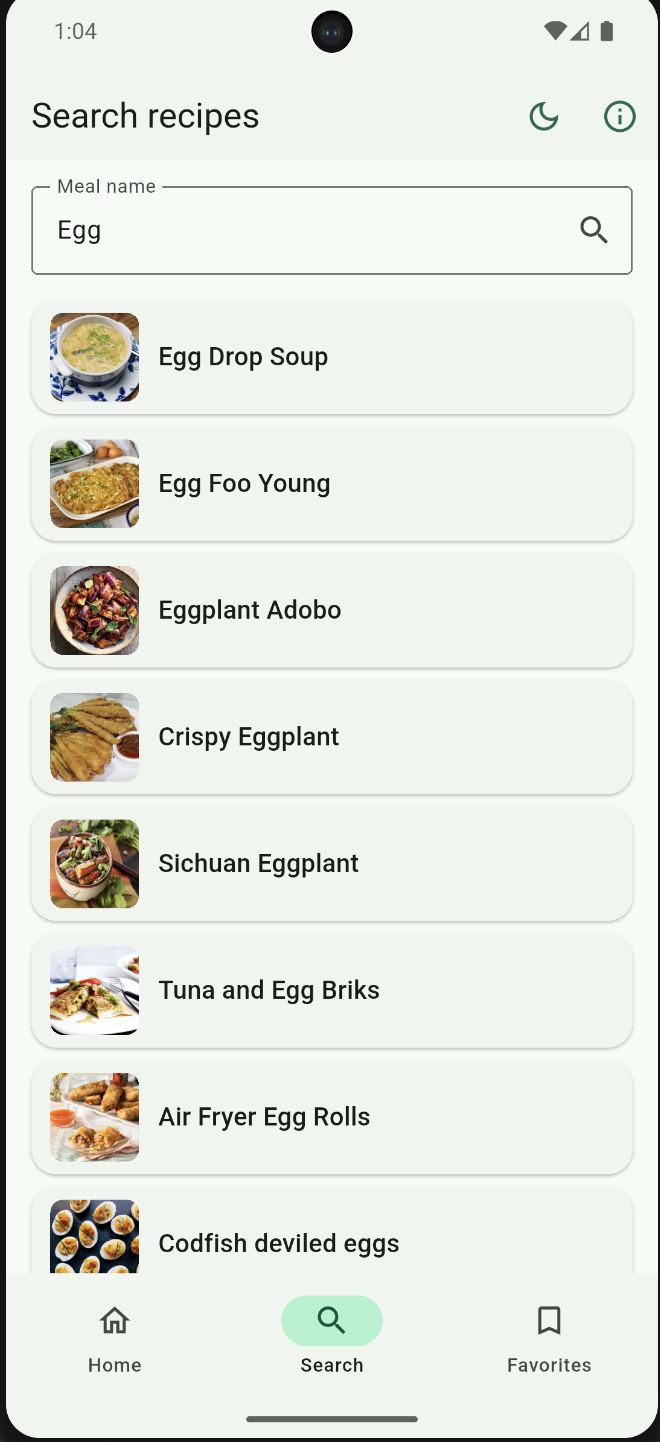 1:04
Search recipes
Meal name
Egg
Egg Drop Soup
Egg Foo Young
Eggplant Adobo
Crispy Eggplant
Sichuan Eggplant
Tuna and Egg Briks
Air Fryer Egg Rolls
Codfish deviled eggs
Home
Search
Favorites